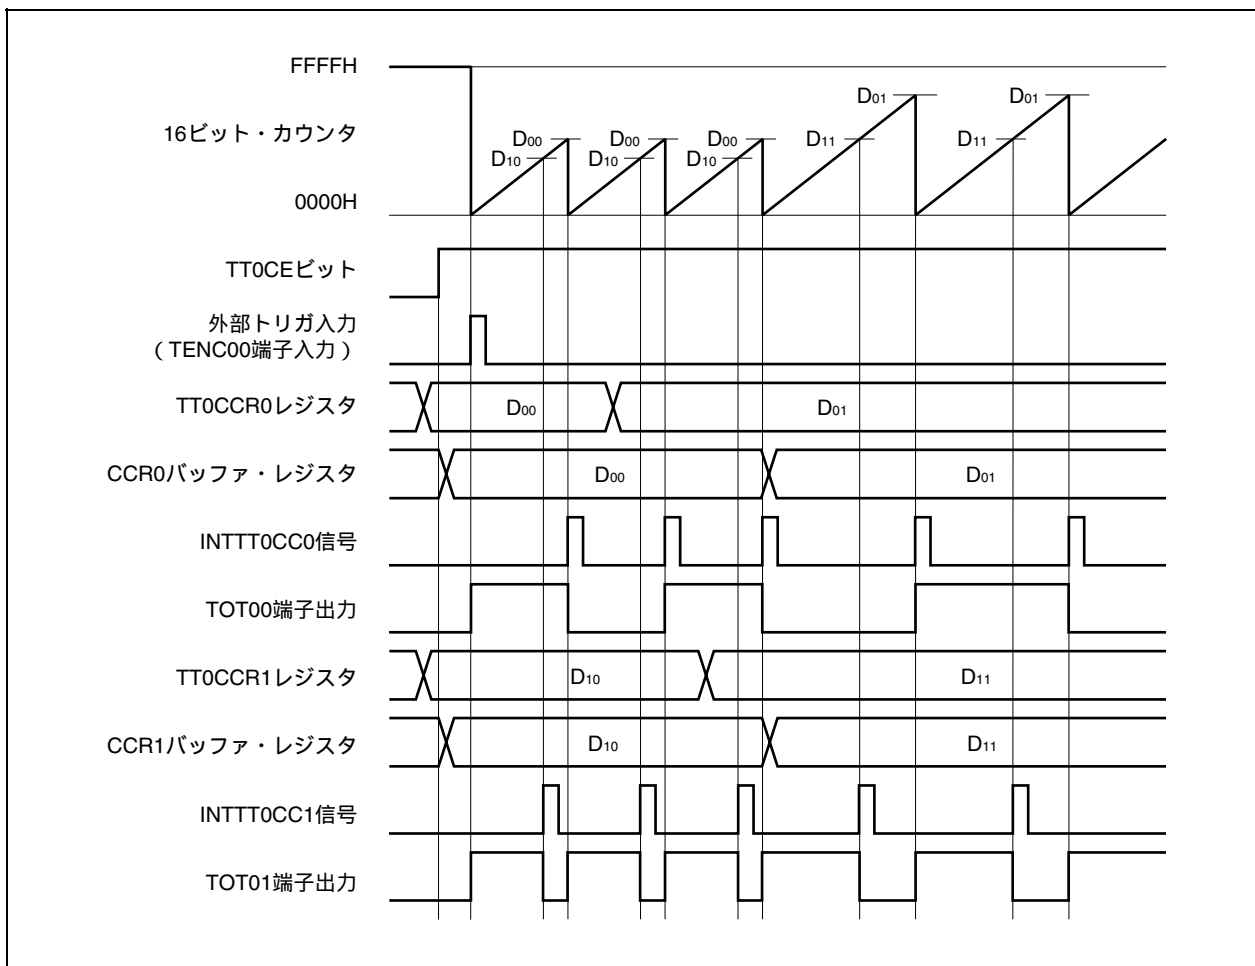 FFFFH
D01 D01
16ビット・カウンタ D00 D00 D00 D11 D11
D10 D10 D10
0000H
TT0CEビット
外部トリガ入力
（TENC00端子入力）
TT0CCR0レジスタ D00 D01
CCR0バッファ・レジスタ D00 D01
INTTT0CC0信号
TOT00端子出力
TT0CCR1レジスタ D10 D11
CCR1バッファ・レジスタ D10 D11
INTTT0CC1信号
TOT01端子出力